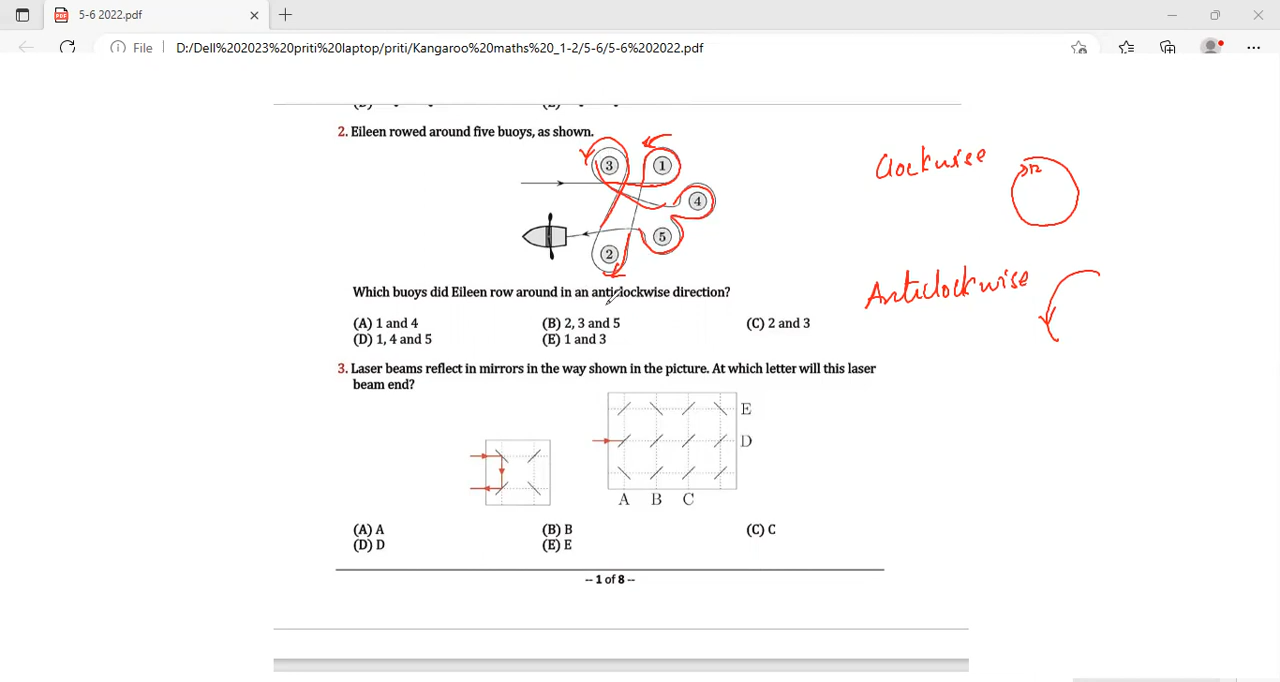 5-6 2022.pdf
File D:/Dell%202023%20priti%20laptop/priti/Kangaroo%20maths%20_1-2/5-6/5-6%202022.pdf
2. Eileen rowed around five buoys, as shown.
3 1
4
5
2
Clockwise 12
Anticlockwise
Which buoys did Eileen row around in an anticlockwise direction?
(A) 1 and 4 (B) 2, 3 and 5 (C) 2 and 3
(D) 1, 4 and 5 (E) 1 and 3
3. Laser beams reflect in mirrors in the way shown in the picture. At which letter will this laser
beam end?
E
D
A B C
(A) A (B) B (C) C
(D) D (E) E
-- 1 of 8 --